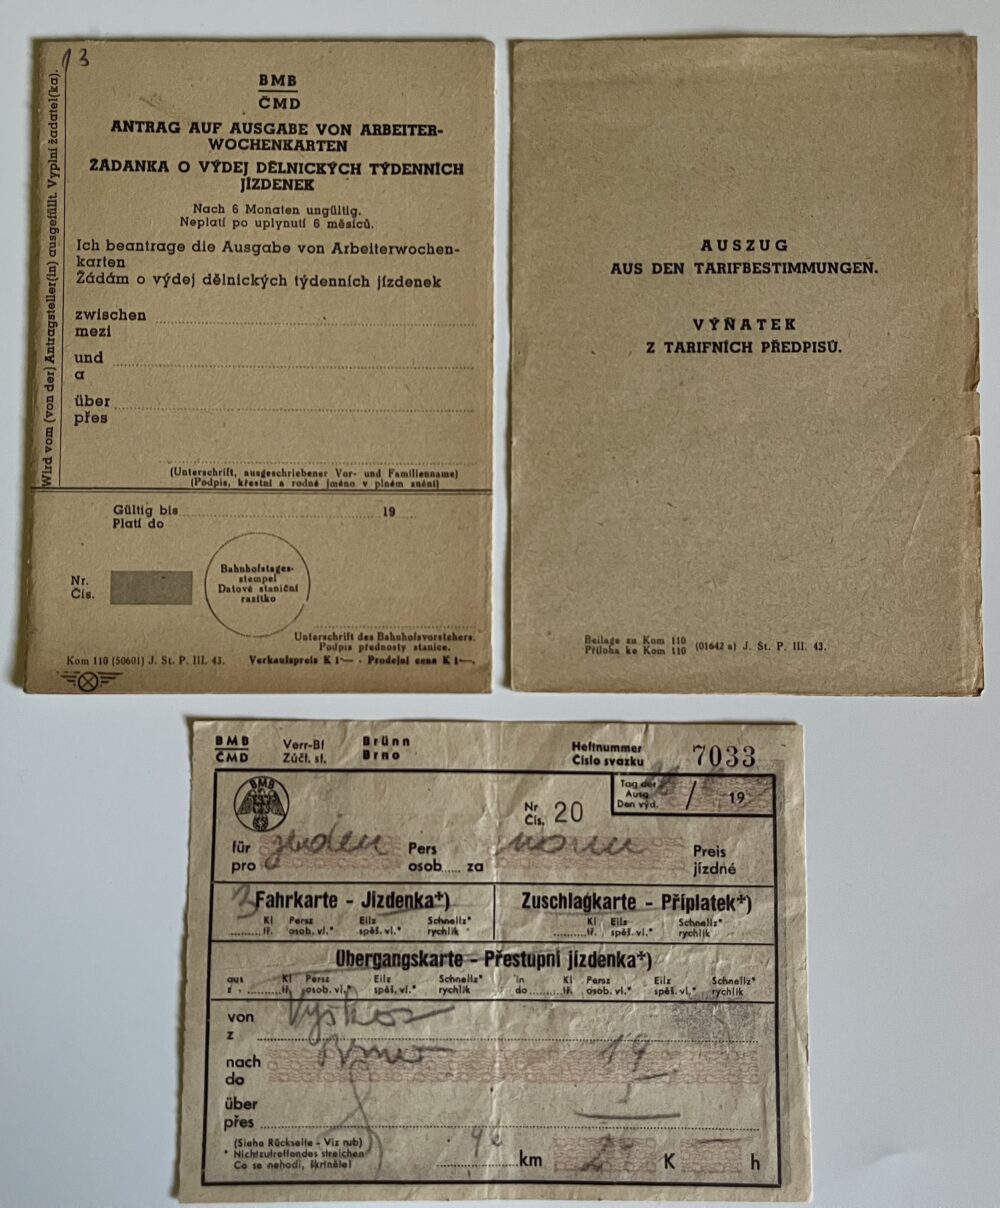 13
Wird vom (von der) Antragsteller(in) ausgefüllt. Vyplní žadatel(ka).
BMB
ČMD
ANTRAG AUF AUSGABE VON ARBEITER-
WOCHENKARTEN
ŽÁDANKA O VÝDEJ DĚLNICKÝCH TÝDENNÍCH
JÍZDENEK
Nach 6 Monaten ungültig.
Neplatí po uplynutí 6 měsíců.
Ich beantrage die Ausgabe von Arbeiterwochen-
karten
Žádám o výdej dělnických týdenních jízdenek
zwischen
mezi
und
a
über
přes
(Unterschrift, ausgeschriebener Vor- und Familienname)
(Podpis, křestní a rodné jméno v plném znění)
Gültig bis 19
Platí do
Nr.
Čís.
Bahnhofstages-
stempel
Datové staniční
razítko
Unterschrift des Bahnhofsvorstehers.
Podpis přednosty stanice.
Kom 110 (50601) J. Št. P. III. 43. Verkaufspreis K 1·— - Prodejní cena K 1·—.
AUSZUG
AUS DEN TARIFBESTIMMUNGEN.
VÝŇATEK
Z TARIFNÍCH PŘEDPISŮ.
Beilage zu Kom 110
Příloha ke Kom 110 (01642 a) J. Št. P. III. 43.
BMB
ČMD
Verr-Bf
Zúčt. st.
Brünn
Brno
Heftnummer
Číslo svazku
7033
BMB
Nr
Čís. 20
Tag der
Ausg.
Den výd. / 19
für
pro jeden
Pers
osob. za
Preis
jízdné
3 Fahrkarte - Jízdenka*)
Kl Persz Eilz Schnellz*
tř. osob. vl.* spěš. vl.* rychlík
Zuschlagkarte - Příplatek*)
Kl Eilz Schnellz*
tř. spěš. vl.* rychlík
Übergangskarte - Přestupní jízdenka*)
aus Kl Persz Eilz Schnellz* in Kl Persz Eilz Schnellz*
z tř. osob. vl.* spěš. vl.* rychlík do tř. osob. vl.* spěš. vl.* rychlík
von
z Vyškov
nach
do Brno 19
über
přes
(Siehe Rückseite - Viz rub)
* Nichtzutreffendes streichen
Co se nehodí, škrtněte!
km K h